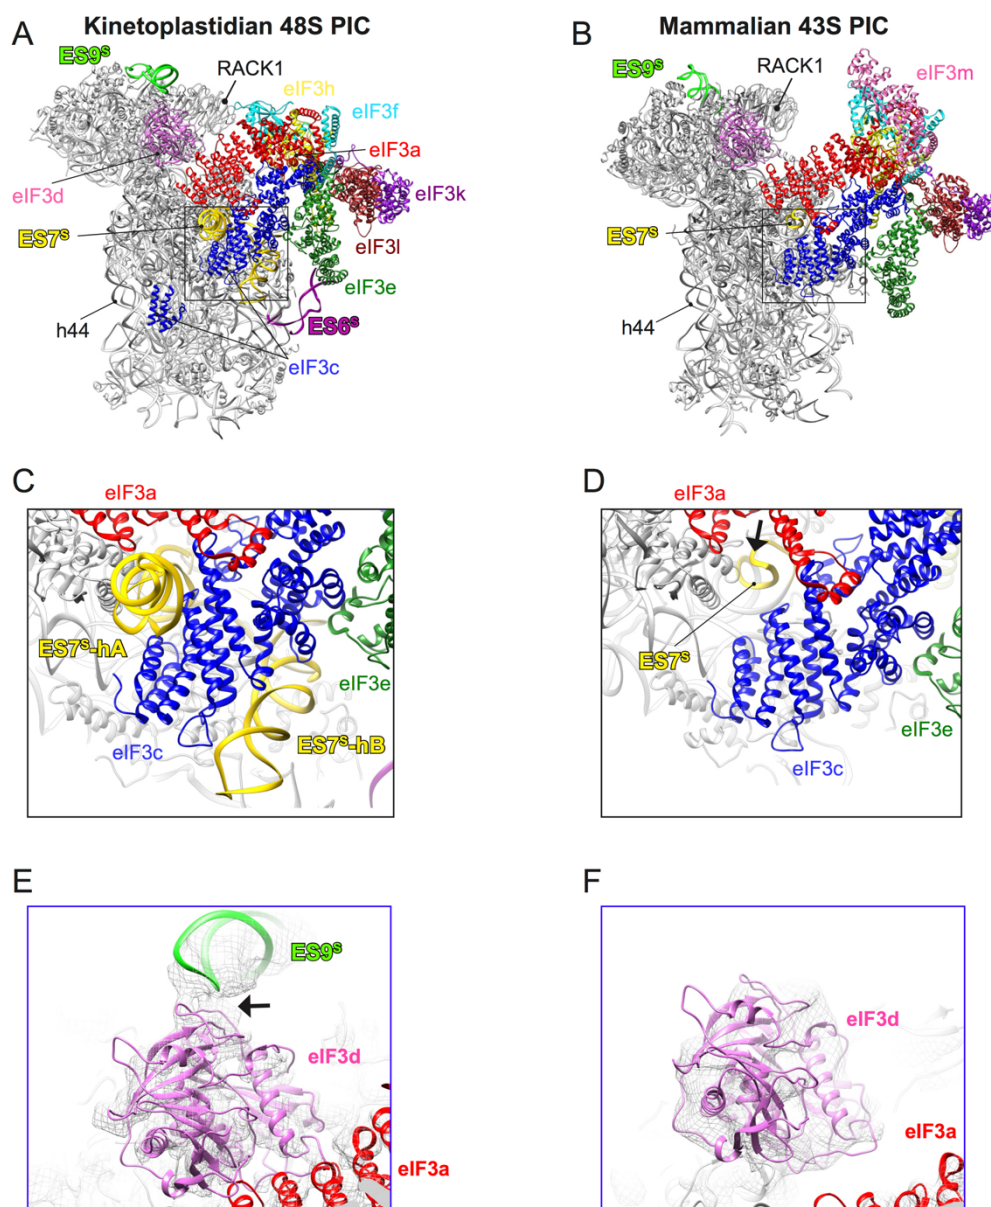 A
Kinetoplastidian 48S PIC
ES9ˢ
RACK1
eIF3h
eIF3f
eIF3a
eIF3d
eIF3k
ES7ˢ
eIF3l
eIF3e
h44
ES6ˢ
eIF3c
B
Mammalian 43S PIC
ES9ˢ
RACK1
eIF3m
ES7ˢ
h44
C
eIF3a
ES7ˢ-hA
eIF3e
eIF3c
ES7ˢ-hB
D
eIF3a
ES7ˢ
eIF3e
eIF3c
E
ES9ˢ
eIF3d
eIF3a
F
eIF3d
eIF3a